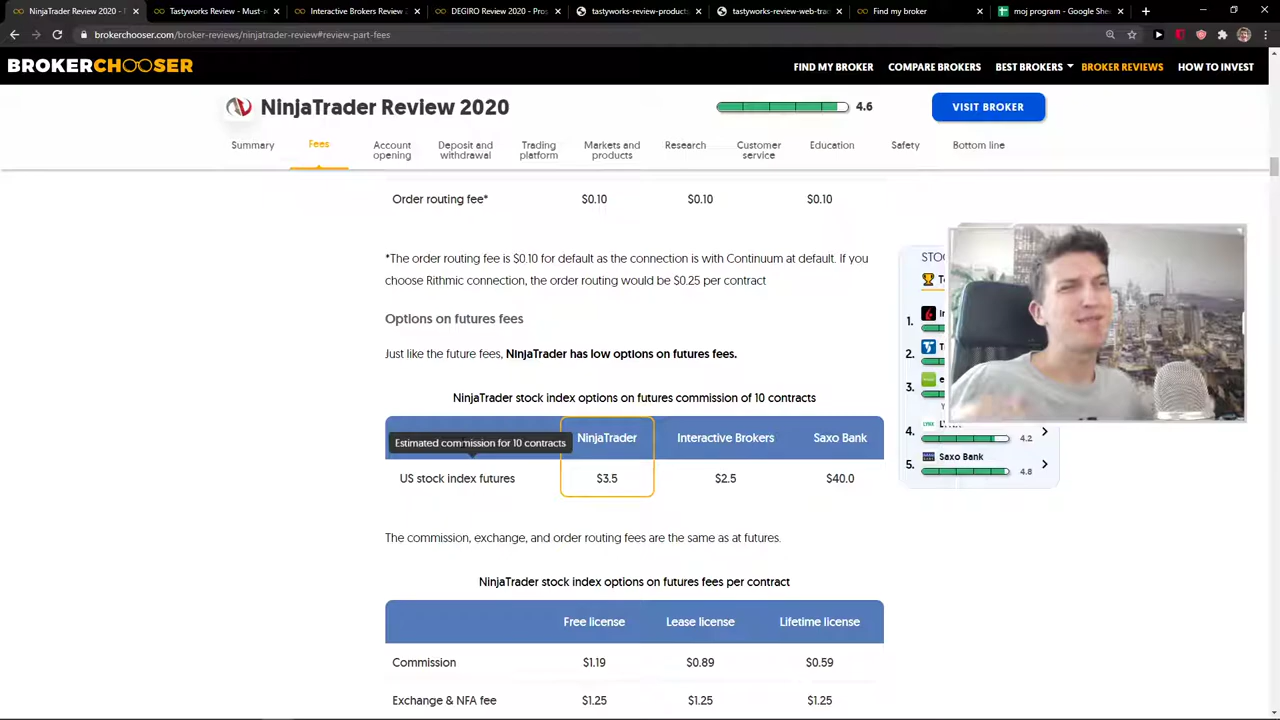 NinjaTrader Review 2020 -
Tastyworks Review - Must-r
Interactive Brokers Review 2
DEGIRO Review - Pros
tastyworks-review-products
tastyworks-review-web-tra
Find my broker
moj program - Google She
brokerchooser.com/broker-reviews/ninjatrader-review#review-part-fees
BROKERCHOOSER
FIND MY BROKER
COMPARE BROKERS
BEST BROKERS
BROKER REVIEWS
HOW TO INVEST
NinjaTrader Review 2020
4.6
VISIT BROKER
Summary
Fees
Account
opening
Deposit and
withdrawal
Trading
platform
Markets and
products
Research
Customer
service
Education
Safety
Bottom line
Order routing fee* $0.10 $0.10 $0.10
*The order routing fee is $0.10 for default as the connection is with Continuum at default. If you
choose Rithmic connection, the order routing would be $0.25 per contract
Options on futures fees
Just like the future fees, NinjaTrader has low options on futures fees.
NinjaTrader stock index options on futures commission of 10 contracts
Estimated commission for 10 contracts
NinjaTrader Interactive Brokers Saxo Bank
US stock index futures $3.5 $2.5 $40.0
The commission, exchange, and order routing fees are the same as at futures.
NinjaTrader stock index options on futures fees per contract
Free license Lease license Lifetime license
Commission $1.19 $0.89 $0.59
Exchange & NFA fee $1.25 $1.25 $1.25
STOC
1.
2.
3.
4. 4.2
5. Saxo Bank 4.8